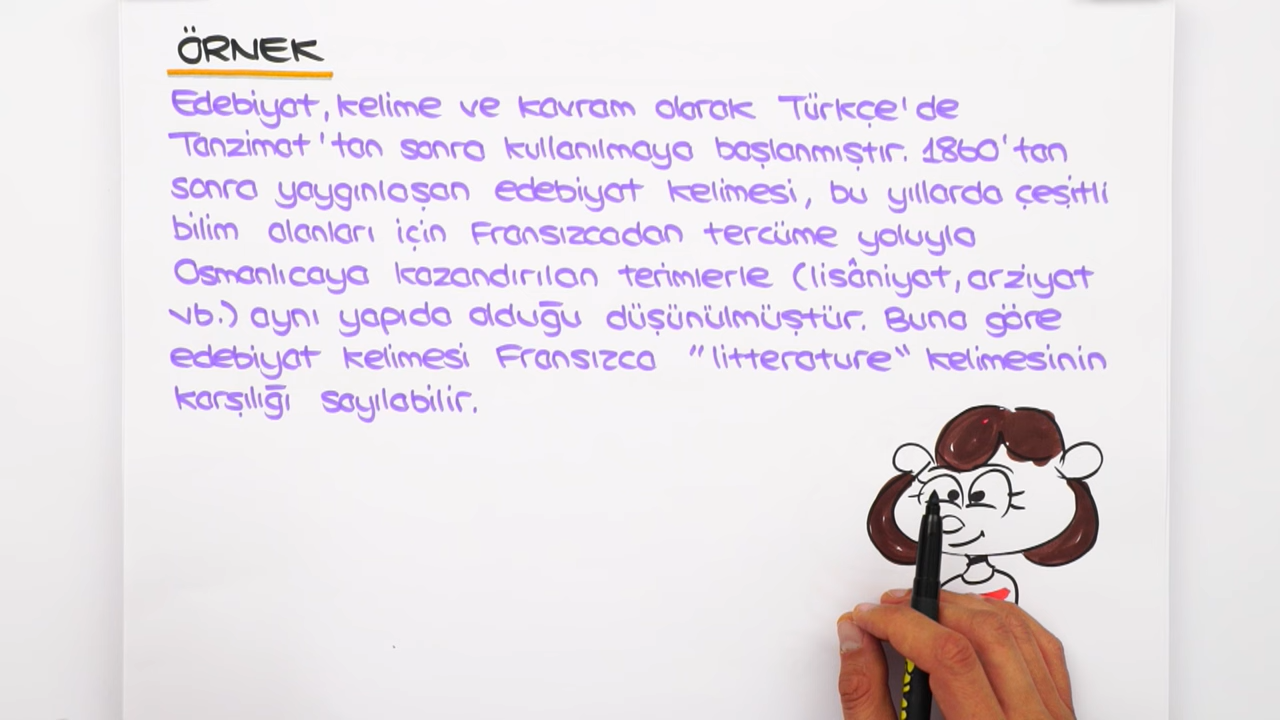 ÖRNEK
Edebiyat, kelime ve kavram olarak Türkçe'de
Tanzimat'tan sonra kullanılmaya başlanmıştır. 1860'tan
sonra yaygınlaşan edebiyat kelimesi, bu yıllarda çeşitli
bilim alanları için Fransızcadan tercüme yoluyla
Osmanlıcaya kazandırılan terimlerle (lisâniyat, arziyat
vb.) aynı yapıda olduğu düşünülmüştür. Buna göre
edebiyat kelimesi Fransızca "litterature" kelimesinin
karşılığı sayılabilir.